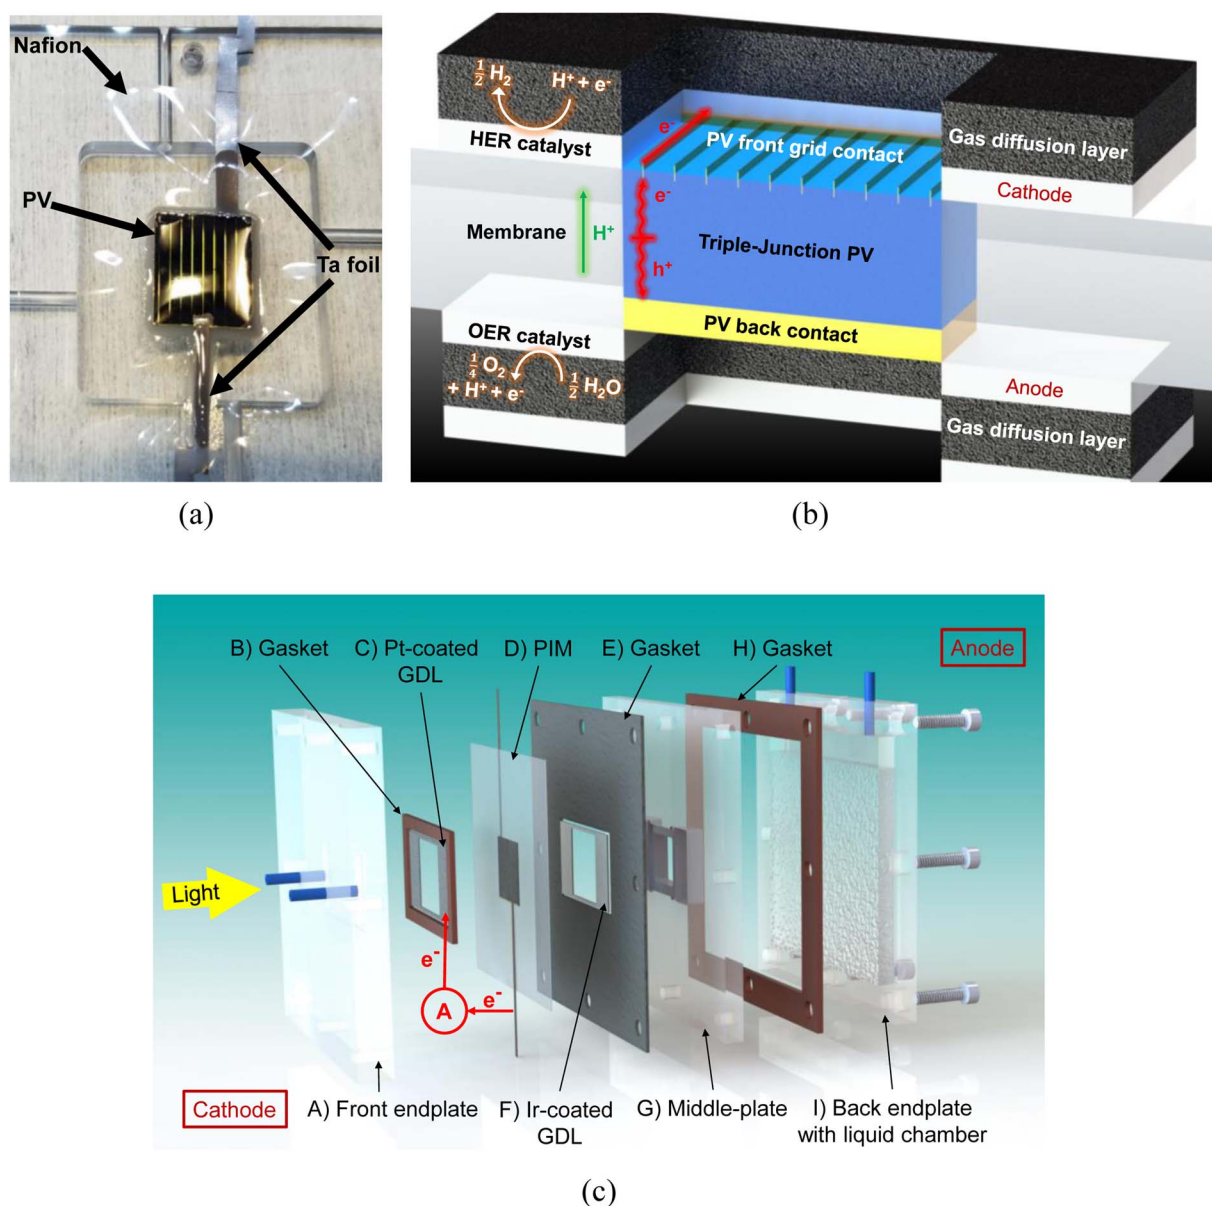 Nafion
PV
Ta foil
(a)
½ H₂
H⁺ + e⁻
HER catalyst
e⁻
PV front grid contact
Gas diffusion layer
Cathode
e⁻
Membrane
H⁺
Triple-Junction PV
h⁺
OER catalyst
PV back contact
¼ O₂
+ H⁺ + e⁻
½ H₂O
Anode
Gas diffusion layer
(b)
B) Gasket
C) Pt-coated
GDL
D) PIM
E) Gasket
H) Gasket
Anode
Light
e⁻
A
e⁻
Cathode
A) Front endplate
F) Ir-coated
GDL
G) Middle-plate
I) Back endplate
with liquid chamber
(c)